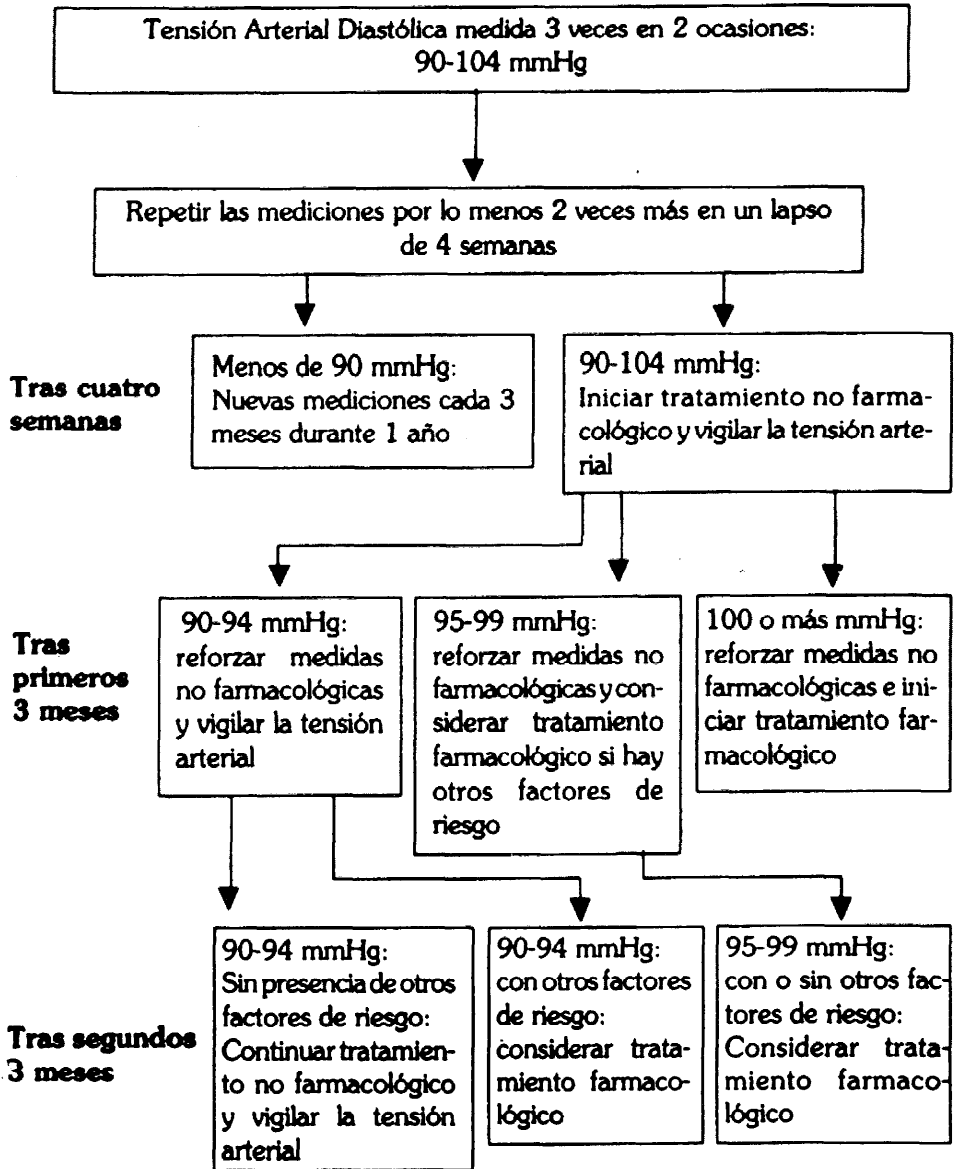 Tensión Arterial Diastólica medida 3 veces en 2 ocasiones:
90-104 mmHg
Repetir las mediciones por lo menos 2 veces más en un lapso
de 4 semanas
Tras cuatro
semanas
Menos de 90 mmHg:
Nuevas mediciones cada 3
meses durante 1 año
90-104 mmHg:
Iniciar tratamiento no farma-
cológico y vigilar la tensión arte-
rial
Tras
primeros
3 meses
90-94 mmHg:
reforzar medidas
no farmacológicas
y vigilar la tensión
arterial
95-99 mmHg:
reforzar medidas no
farmacológicas y con-
siderar tratamiento
farmacológico si hay
otros factores de
riesgo
100 o más mmHg:
reforzar medidas no
farmacológicas e ini-
ciar tratamiento far-
macológico
Tras segundos
3 meses
90-94 mmHg:
Sin presencia de otros
factores de riesgo:
Continuar tratamien-
to no farmacológico
y vigilar la tensión
arterial
90-94 mmHg:
con otros factores
de riesgo:
considerar trata-
miento farmaco-
lógico
95-99 mmHg:
con o sin otros fac-
tores de riesgo:
Considerar trata-
miento farmaco-
lógico